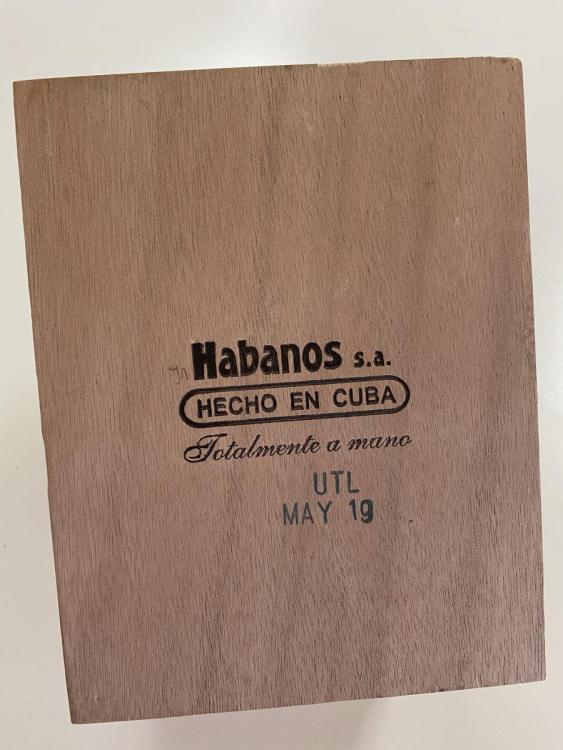 Habanos s.a.
HECHO EN CUBA
Totalmente a mano
UTL
MAY 19